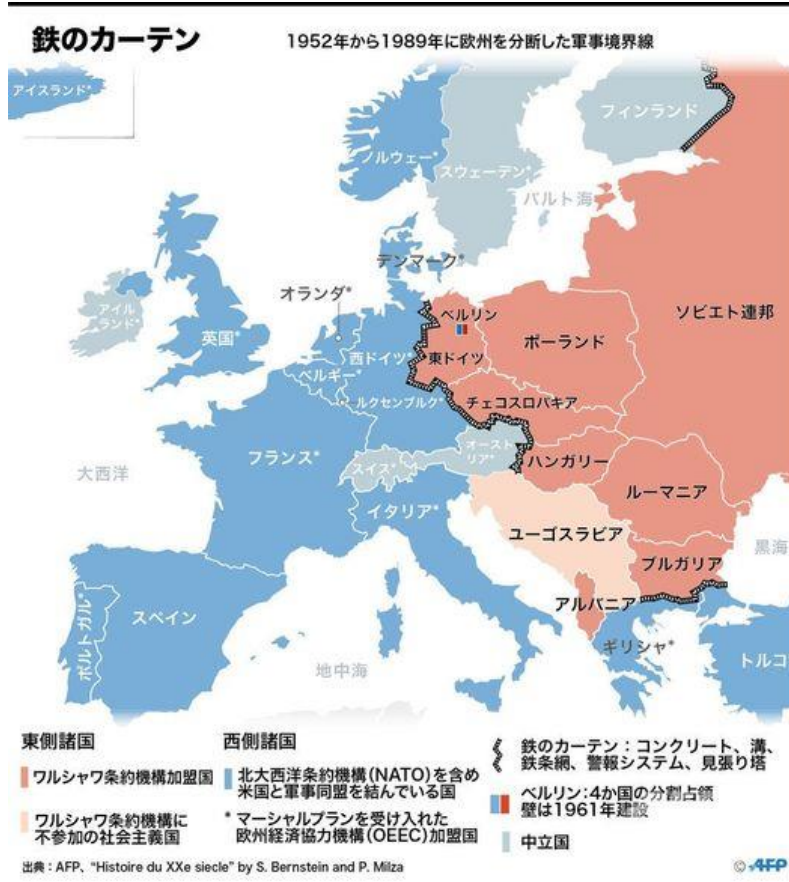 鉄のカーテン
1952年から1989年に欧州を分断した軍事境界線
アイスランド*
フィンランド
ノルウェー*
スウェーデン*
バルト海
デンマーク*
オランダ*
アイル
ランド*
英国*
ベルリン
ソビエト連邦
西ドイツ*
東ドイツ
ポーランド
ベルギー*
ルクセンブルク*
チェコスロバキア
オースト
リア*
フランス*
スイス*
ハンガリー
大西洋
イタリア*
ルーマニア
ユーゴスラビア
黒海
ブルガリア
アルバニア
スペイン
ポルトガル*
ギリシャ*
トルコ
地中海
東側諸国
ワルシャワ条約機構加盟国
ワルシャワ条約機構に
不参加の社会主義国
西側諸国
北大西洋条約機構(NATO)を含め
米国と軍事同盟を結んでいる国
* マーシャルプランを受け入れた
欧州経済協力機構(OEEC)加盟国
鉄のカーテン：コンクリート、溝、
鉄条網、警報システム、見張り塔
ベルリン：4か国の分割占領
壁は1961年建設
中立国
出典：AFP、“Histoire du XXe siecle” by S. Bernstein and P. Milza
© AFP